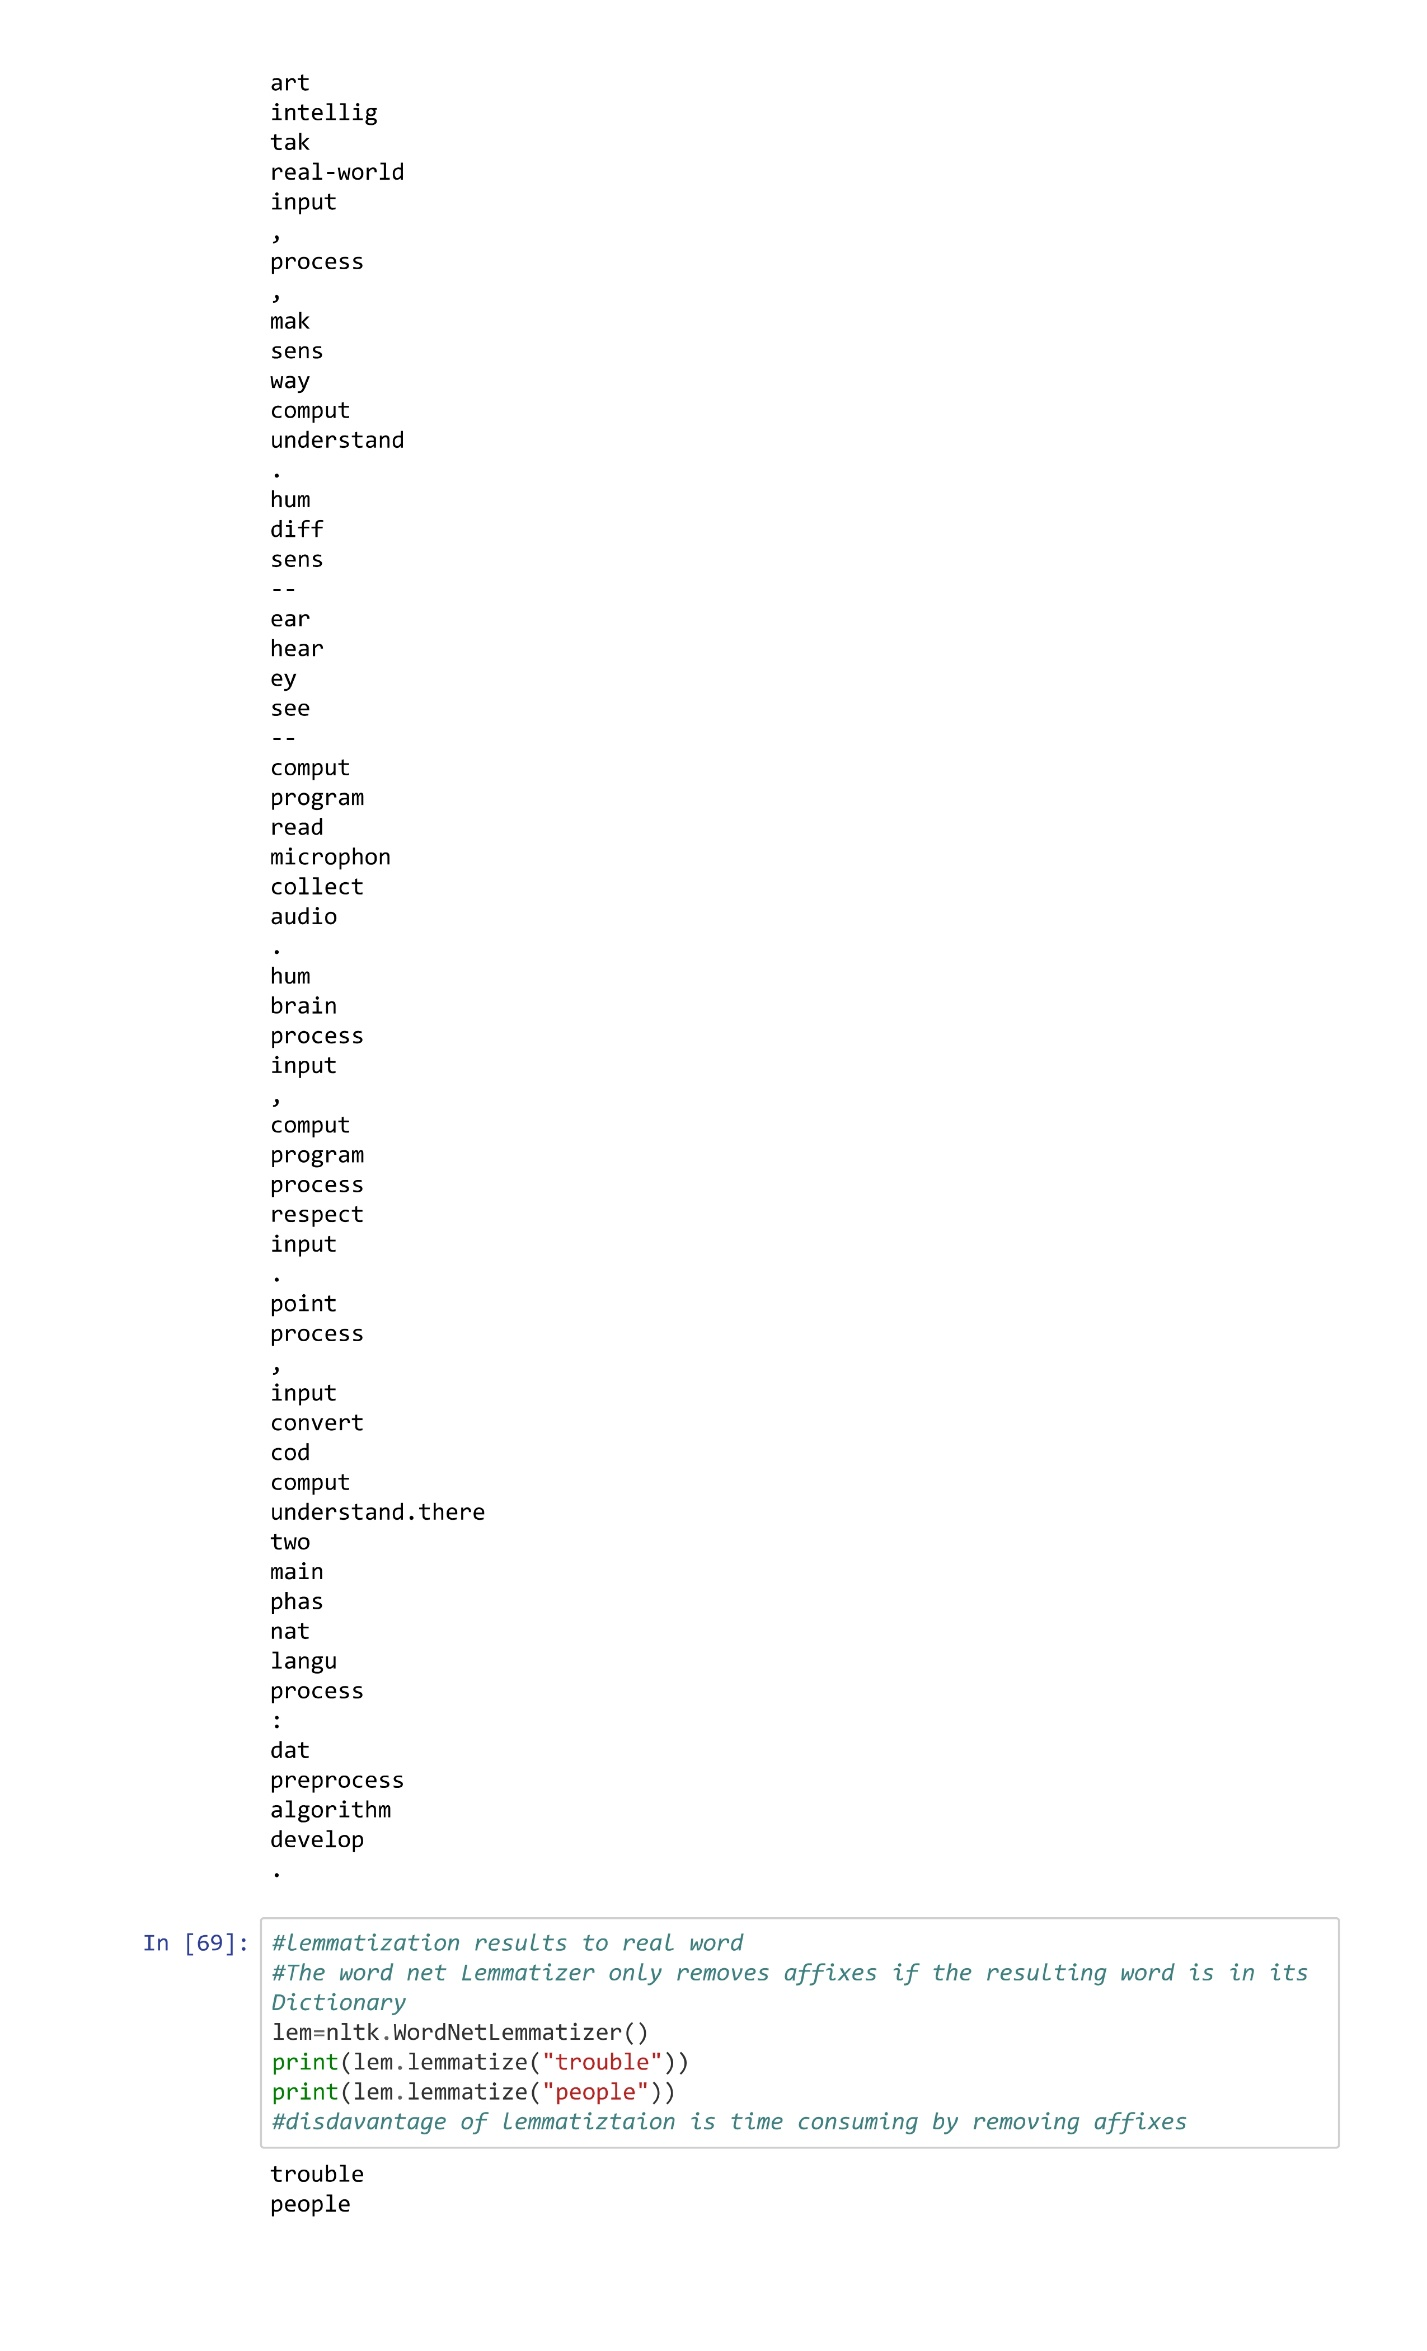 art
intellig
tak
real-world
input
,
process
,
mak
sens
way
comput
understand
.
hum
diff
sens
--
ear
hear
ey
see
--
comput
program
read
microphon
collect
audio
.
hum
brain
process
input
,
comput
program
process
respect
input
.
point
process
,
input
convert
cod
comput
understand.there
two
main
phas
nat
langu
process
:
dat
preprocess
algorithm
develop
.
In [69]: #lemmatization results to real word
#The word net Lemmatizer only removes affixes if the resulting word is in its
Dictionary
lem=nltk.WordNetLemmatizer()
print(lem.lemmatize("trouble"))
print(lem.lemmatize("people"))
#disdavantage of lemmatiztaion is time consuming by removing affixes
trouble
people